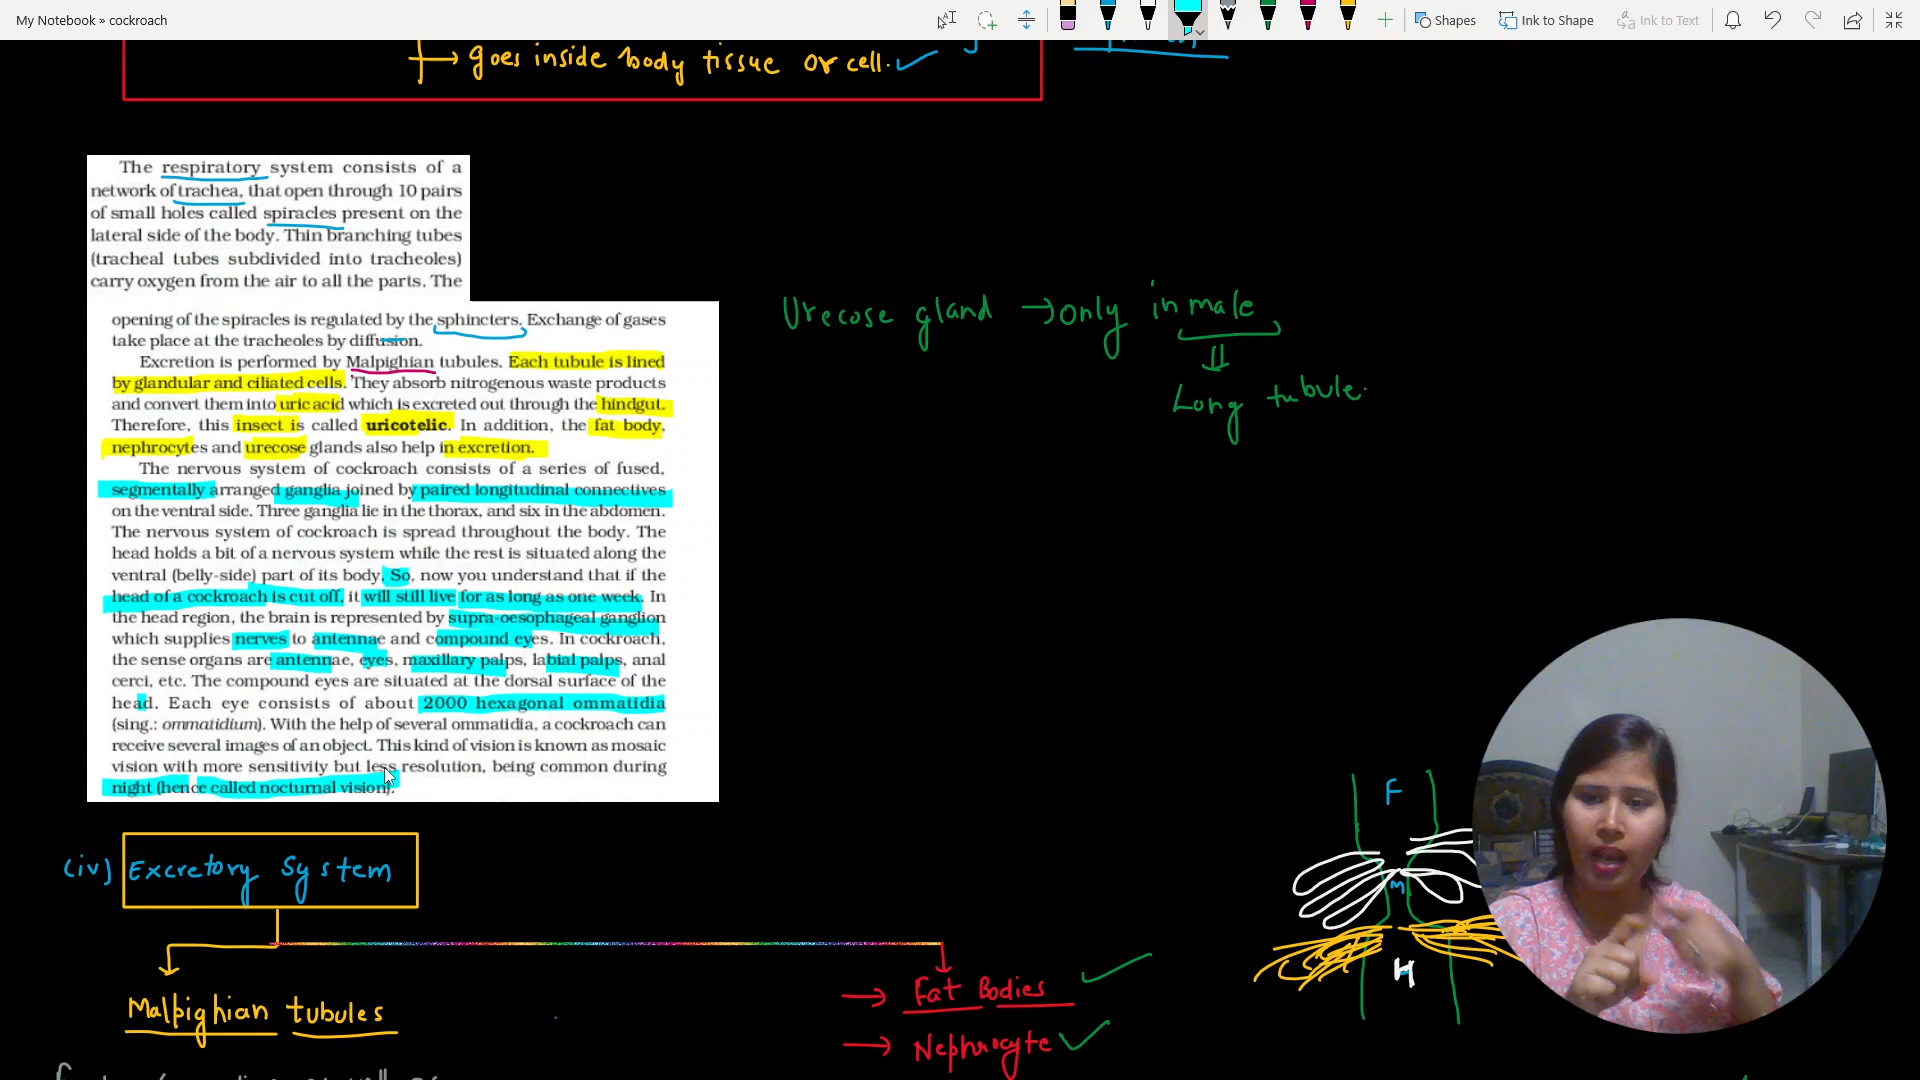 My Notebook » cockroach
Shapes
Ink to Shape
Ink to Text
goes inside body tissue or cell.
The respiratory system consists of a
network of trachea, that open through 10 pairs
of small holes called spiracles present on the
lateral side of the body. Thin branching tubes
(tracheal tubes subdivided into tracheoles)
carry oxygen from the air to all the parts. The
opening of the spiracles is regulated by the sphincters. Exchange of gases
take place at the tracheoles by diffusion.
Excretion is performed by Malpighian tubules. Each tubule is lined
by glandular and ciliated cells. They absorb nitrogenous waste products
and convert them into uric acid which is excreted out through the hindgut.
Therefore, this insect is called uricotelic. In addition, the fat body,
nephrocytes and urecose glands also help in excretion.
The nervous system of cockroach consists of a series of fused,
segmentally arranged ganglia joined by paired longitudinal connectives
on the ventral side. Three ganglia lie in the thorax, and six in the abdomen.
The nervous system of cockroach is spread throughout the body. The
head holds a bit of a nervous system while the rest is situated along the
ventral (belly-side) part of its body. So, now you understand that if the
head of a cockroach is cut off, it will still live for as long as one week. In
the head region, the brain is represented by supra-oesophageal ganglion
which supplies nerves to antennae and compound eyes. In cockroach,
the sense organs are antennae, eyes, maxillary palps, labial palps, anal
cerci, etc. The compound eyes are situated at the dorsal surface of the
head. Each eye consists of about 2000 hexagonal ommatidia
(sing.: ommatidium). With the help of several ommatidia, a cockroach can
receive several images of an object. This kind of vision is known as mosaic
vision with more sensitivity but less resolution, being common during
night (hence called nocturnal vision).
Urecose gland → only in male
⇓
Long tubule.
F
M
H
(iv) Excretory System
Malpighian tubules
→ Fat Bodies
→ Nephrocyte